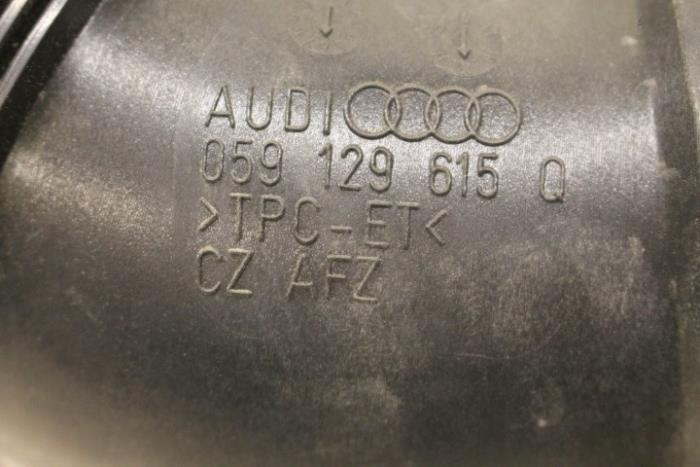 AUDI
059 129 615 Q
>TPC-ET<
CZ AFZ